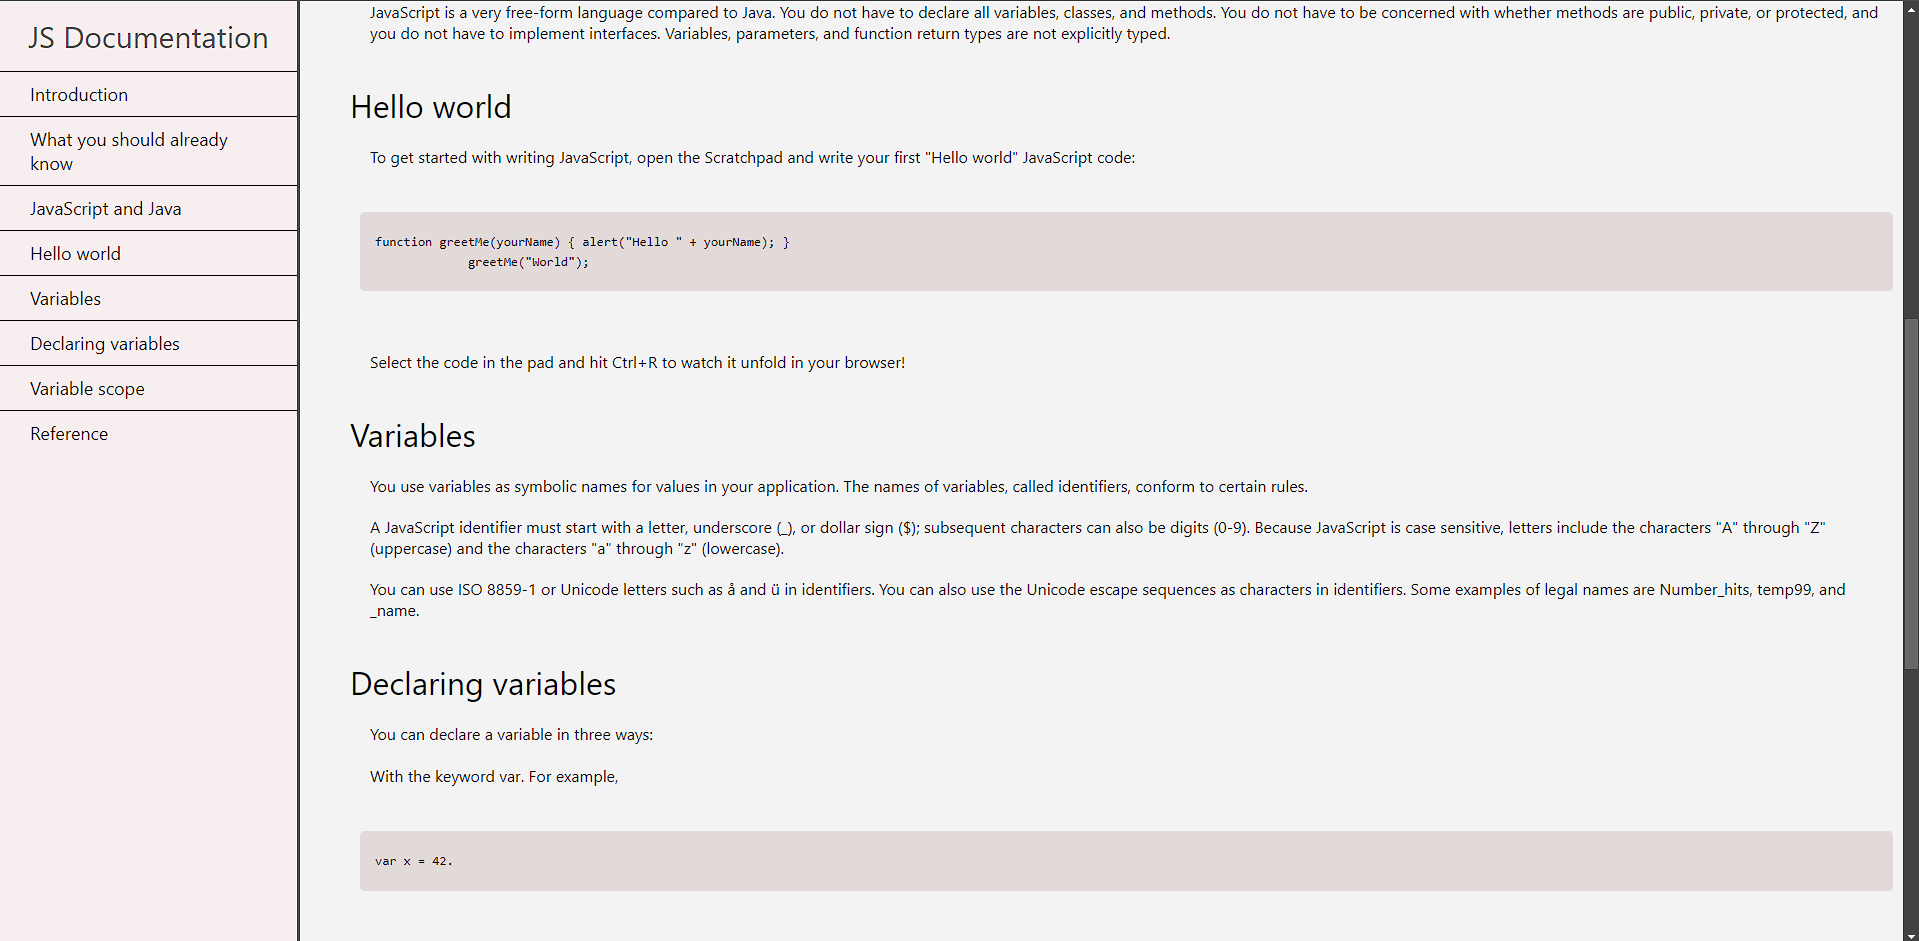 JS Documentation
Introduction
What you should already
know
JavaScript and Java
Hello world
Variables
Declaring variables
Variable scope
Reference
JavaScript is a very free-form language compared to Java. You do not have to declare all variables, classes, and methods. You do not have to be concerned with whether methods are public, private, or protected, and
you do not have to implement interfaces. Variables, parameters, and function return types are not explicitly typed.
Hello world
To get started with writing JavaScript, open the Scratchpad and write your first "Hello world" JavaScript code:
function greetMe(yourName) { alert("Hello " + yourName); }
greetMe("World");
Select the code in the pad and hit Ctrl+R to watch it unfold in your browser!
Variables
You use variables as symbolic names for values in your application. The names of variables, called identifiers, conform to certain rules.
A JavaScript identifier must start with a letter, underscore (_), or dollar sign ($); subsequent characters can also be digits (0-9). Because JavaScript is case sensitive, letters include the characters "A" through "Z"
(uppercase) and the characters "a" through "z" (lowercase).
You can use ISO 8859-1 or Unicode letters such as å and ü in identifiers. You can also use the Unicode escape sequences as characters in identifiers. Some examples of legal names are Number_hits, temp99, and
_name.
Declaring variables
You can declare a variable in three ways:
With the keyword var. For example,
var x = 42.